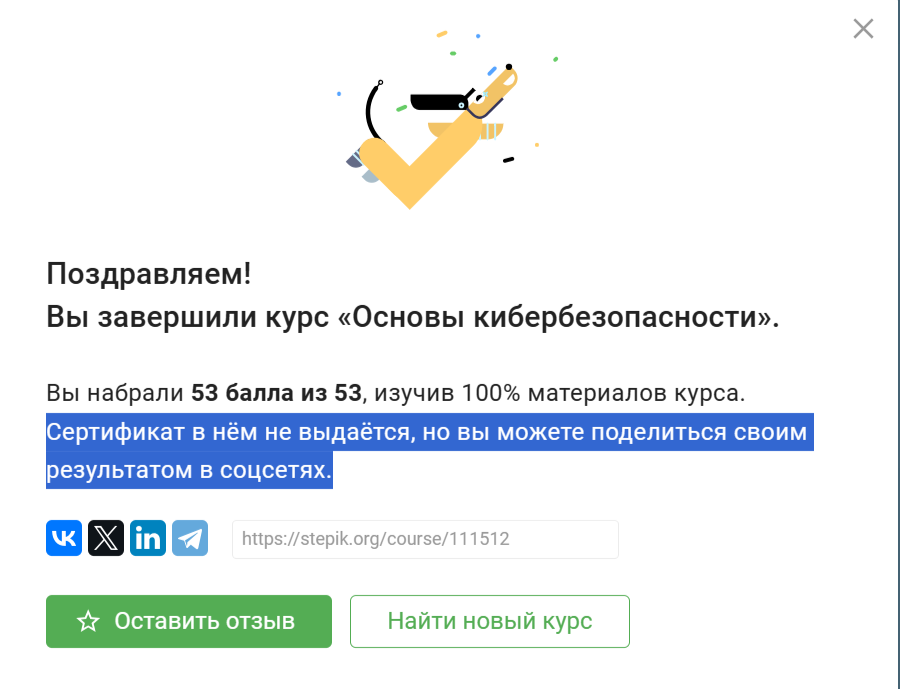 Поздравляем!
Вы завершили курс «Основы кибербезопасности».
Вы набрали 53 балла из 53, изучив 100% материалов курса.
Сертификат в нём не выдаётся, но вы можете поделиться своим
результатом в соцсетях.
https://stepik.org/course/111512
Оставить отзыв
Найти новый курс